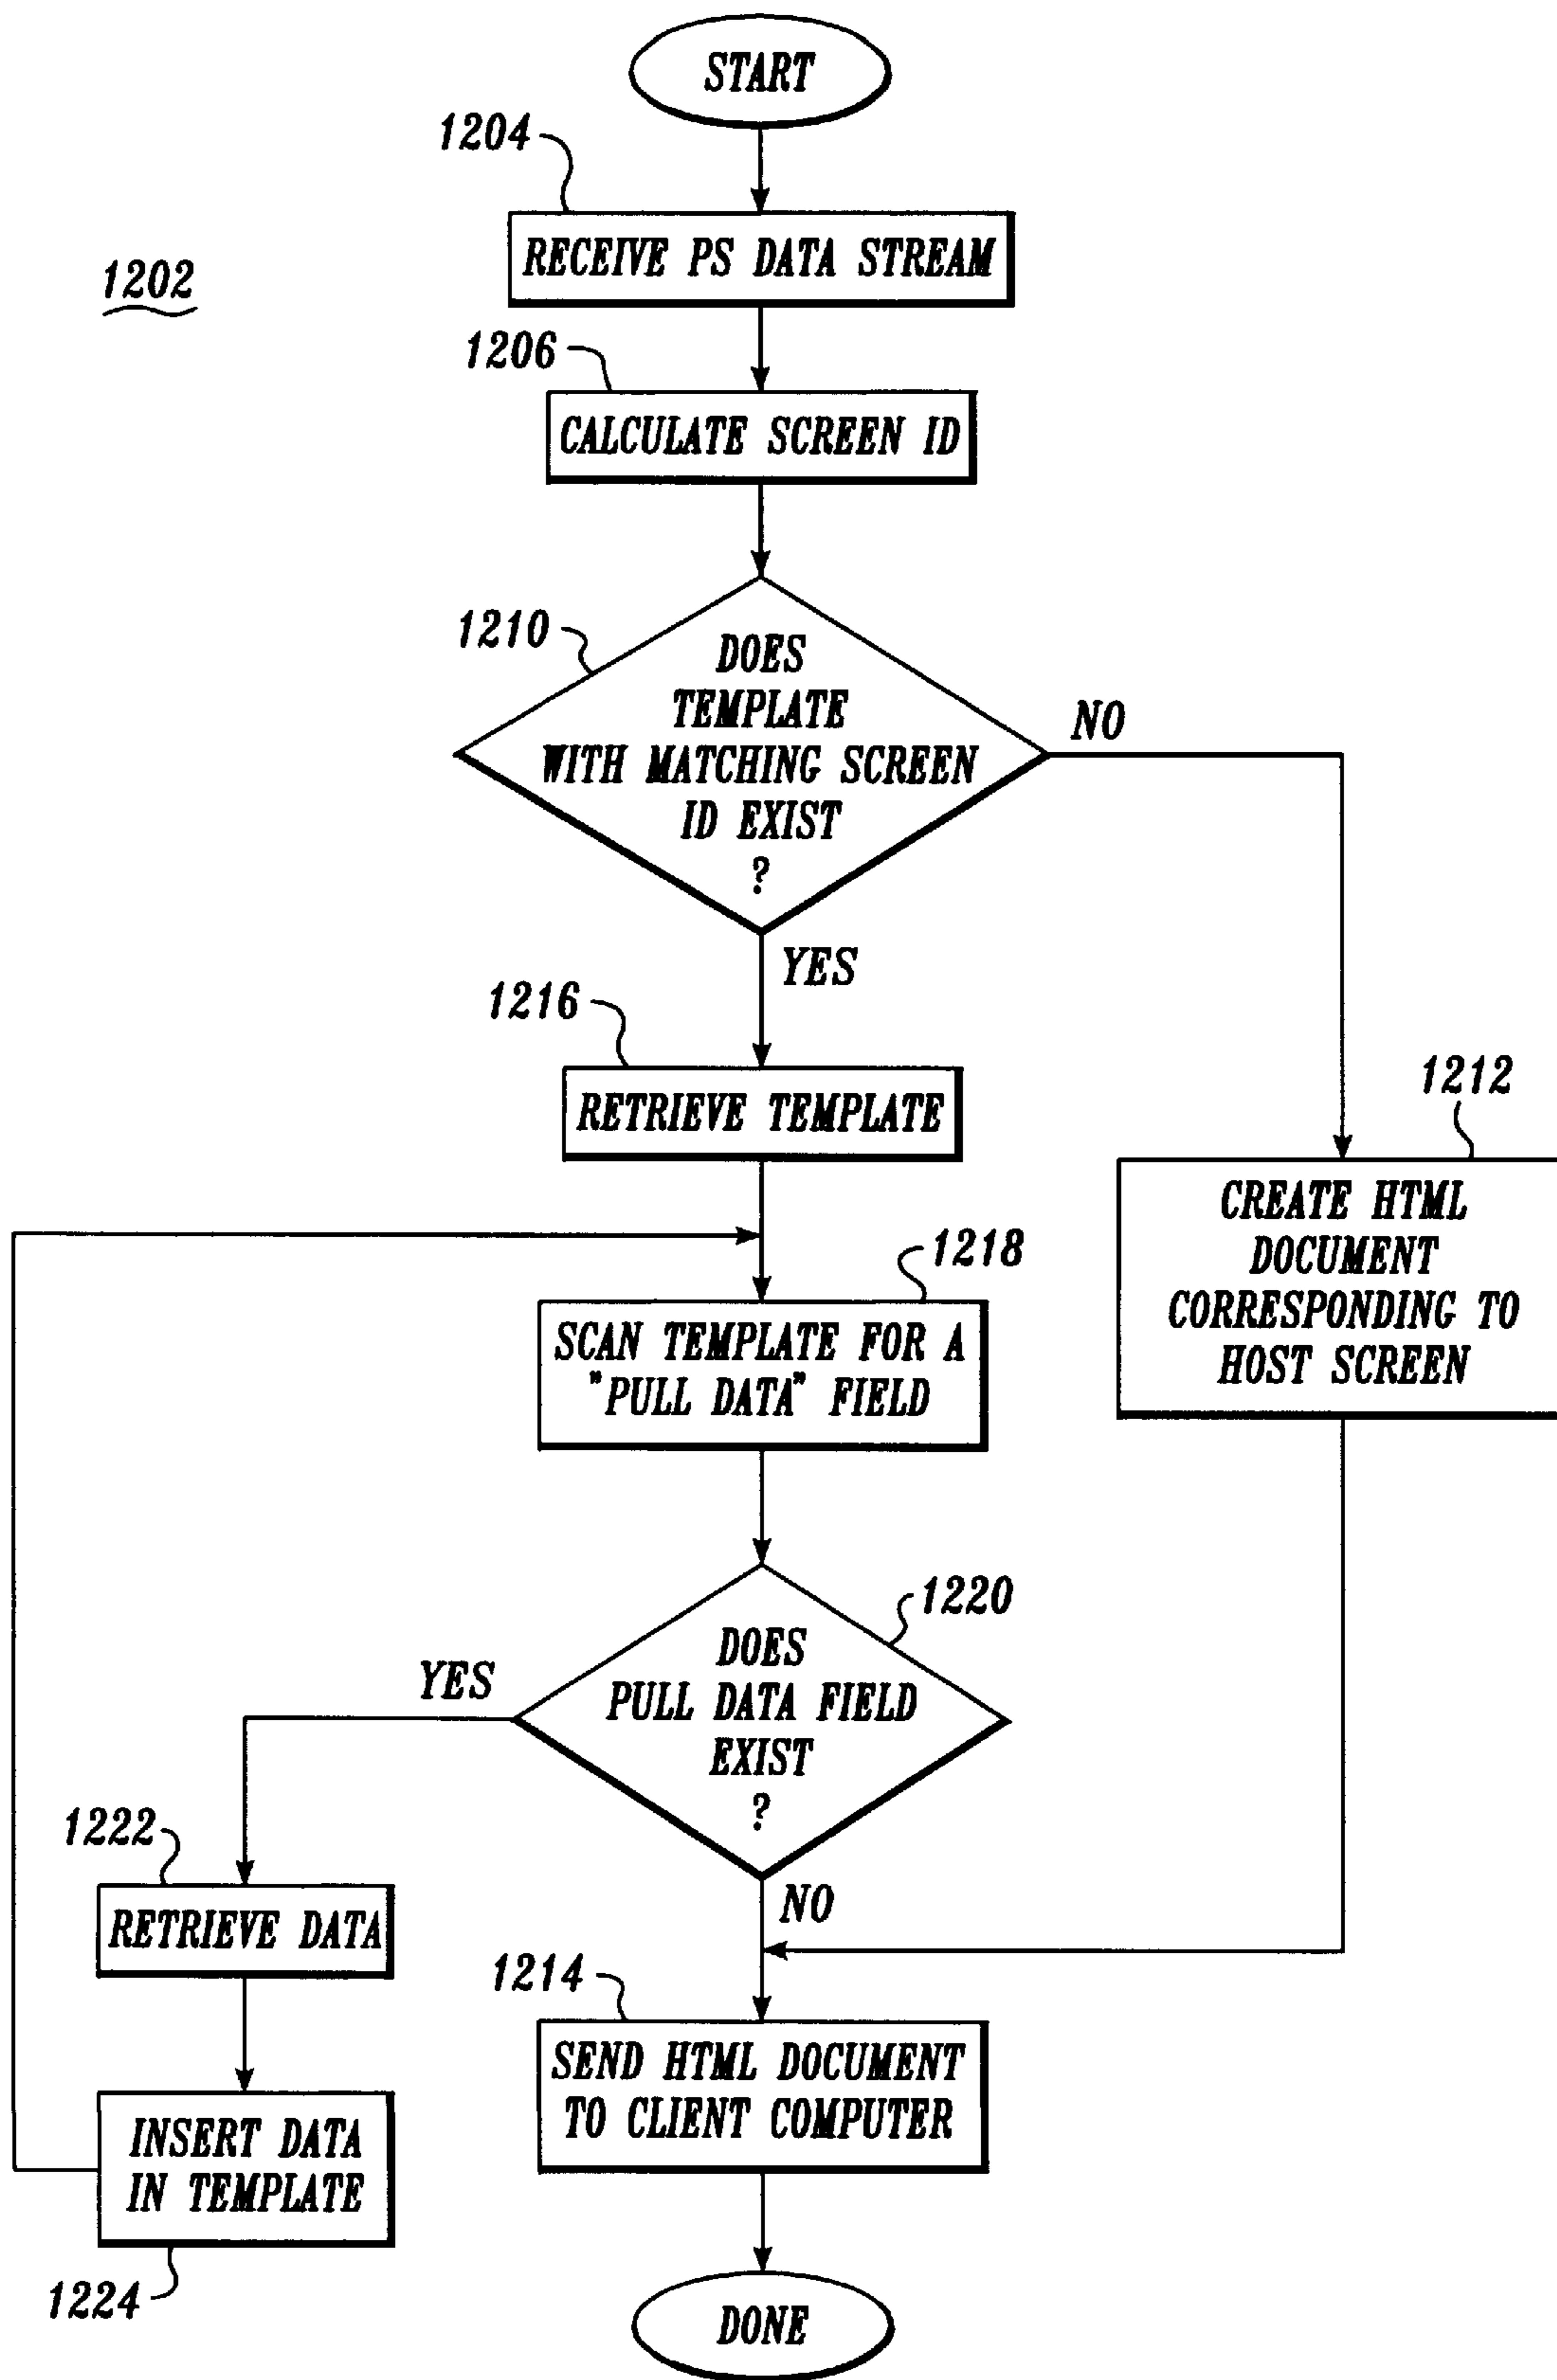 START
1204
RECEIVE PS DATA STREAM
1202
1206
CALCULATE SCREEN ID
1210
DOES
TEMPLATE
WITH MATCHING SCREEN
ID EXIST
?
NO
YES
1216
RETRIEVE TEMPLATE
1212
CREATE HTML
DOCUMENT
CORRESPONDING TO
HOST SCREEN
1218
SCAN TEMPLATE FOR A
"PULL DATA" FIELD
1220
DOES
PULL DATA FIELD
EXIST
?
YES
NO
1222
RETRIEVE DATA
1214
SEND HTML DOCUMENT
TO CLIENT COMPUTER
INSERT DATA
IN TEMPLATE
1224
DONE